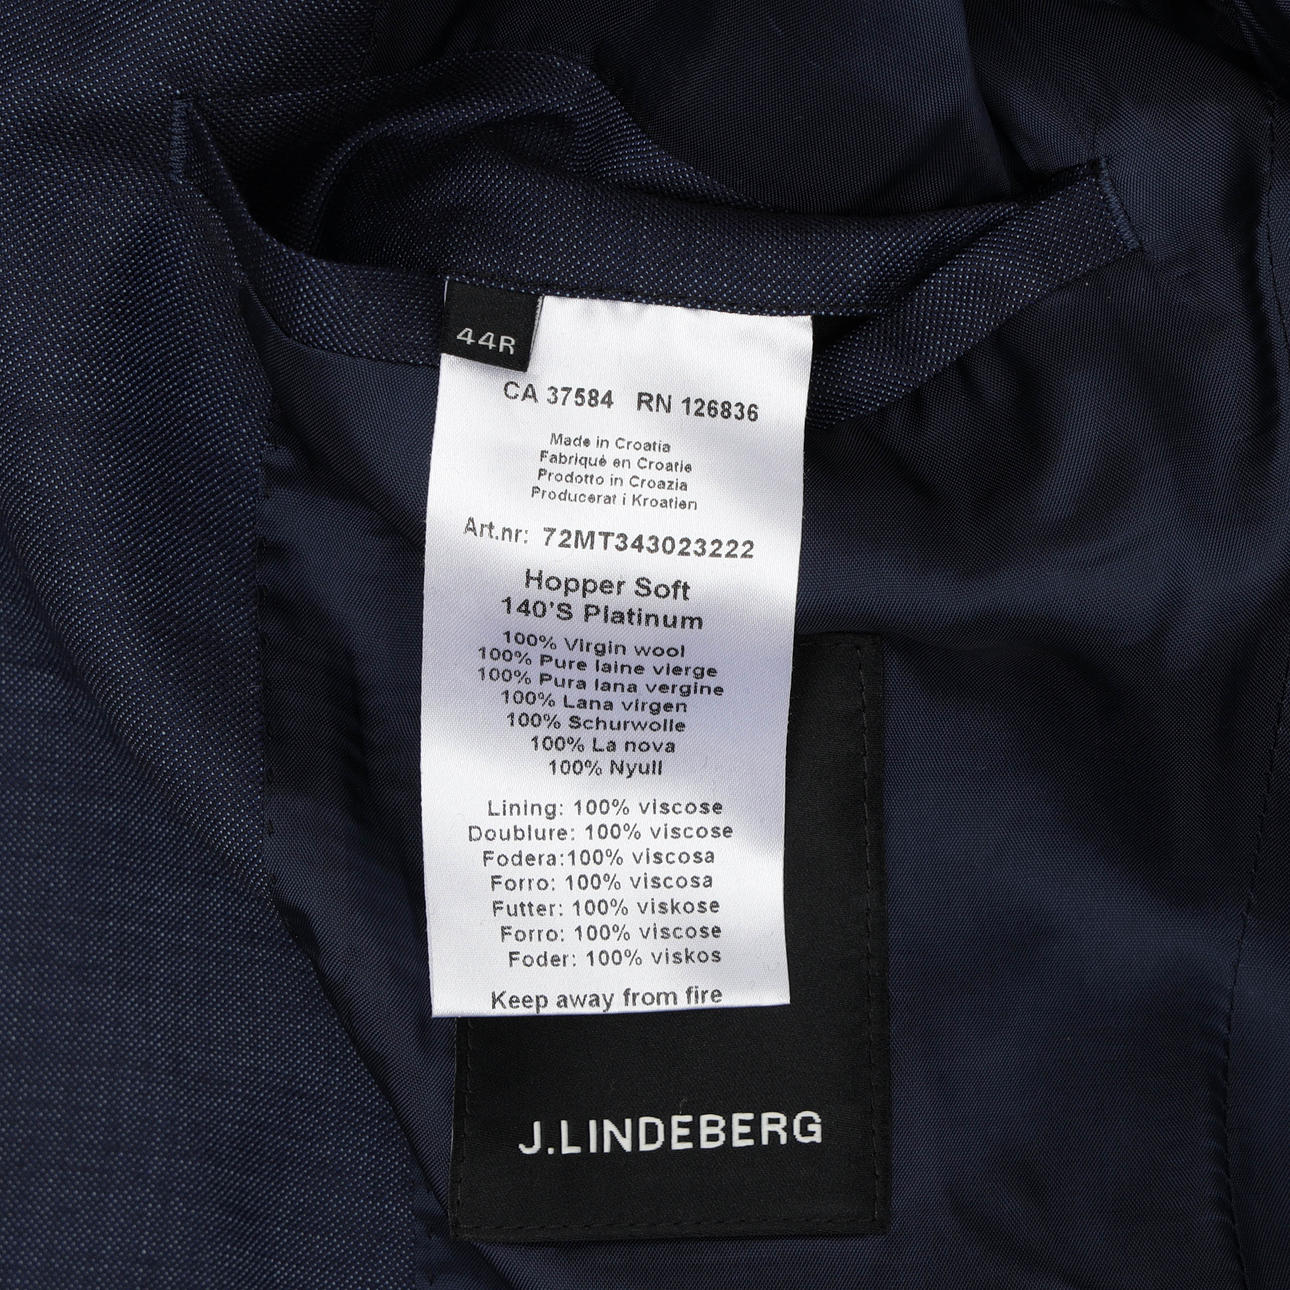 44R
CA 37584 RN 126836
Made in Croatia
Fabriqué en Croatie
Prodotto in Croazia
Producerat i Kroatien
Art.nr: 72MT343023222
Hopper Soft
140'S Platinum
100% Virgin wool
100% Pure laine vierge
100% Pura lana vergine
100% Lana virgen
100% Schurwolle
100% La nova
100% Nyull
Lining: 100% viscose
Doublure: 100% viscose
Fodera:100% viscosa
Forro: 100% viscosa
Futter: 100% viskose
Forro: 100% viscose
Foder: 100% viskos
Keep away from fire
J.LINDEBERG